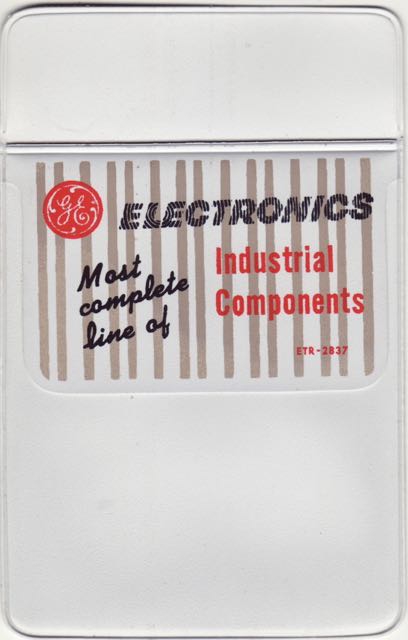 GE ELECTRONICS
Most
complete
line of
Industrial
Components
ETR-2837